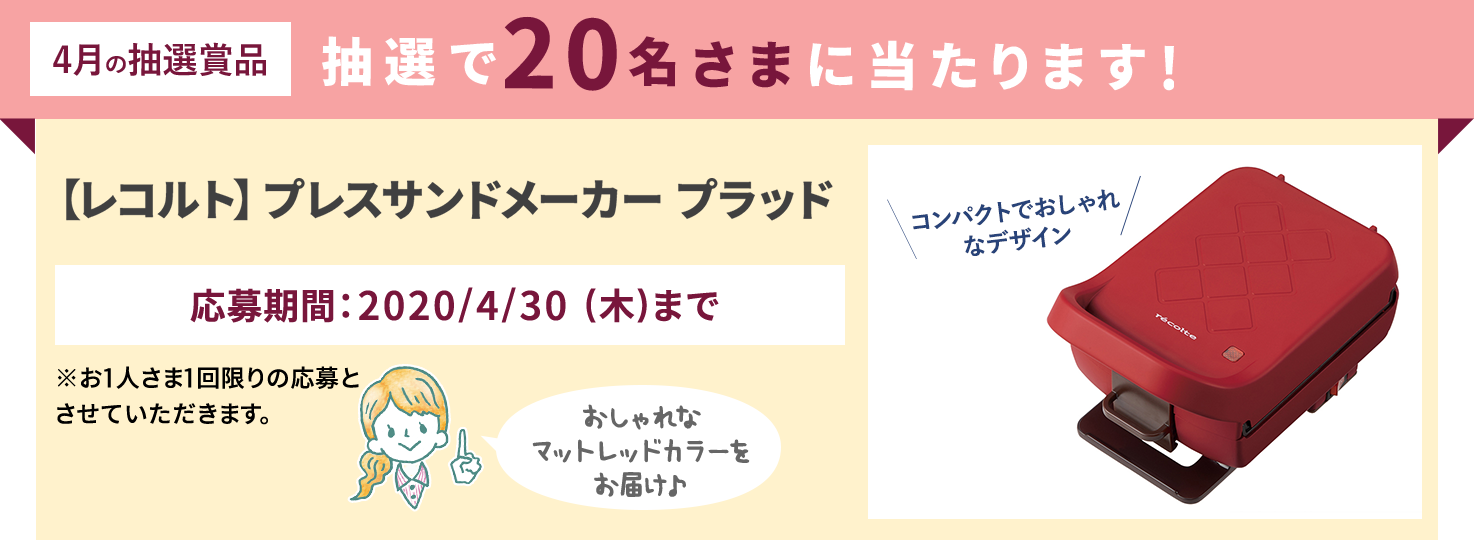 4月の抽選賞品
抽選で20名さまに当たります!
【レコルト】プレスサンドメーカー プラッド
応募期間:2020/4/30 (木)まで
※お1人さま1回限りの応募と
させていただきます。
おしゃれな
マットレッドカラーを
お届け♪
コンパクトでおしゃれ
なデザイン
récolte